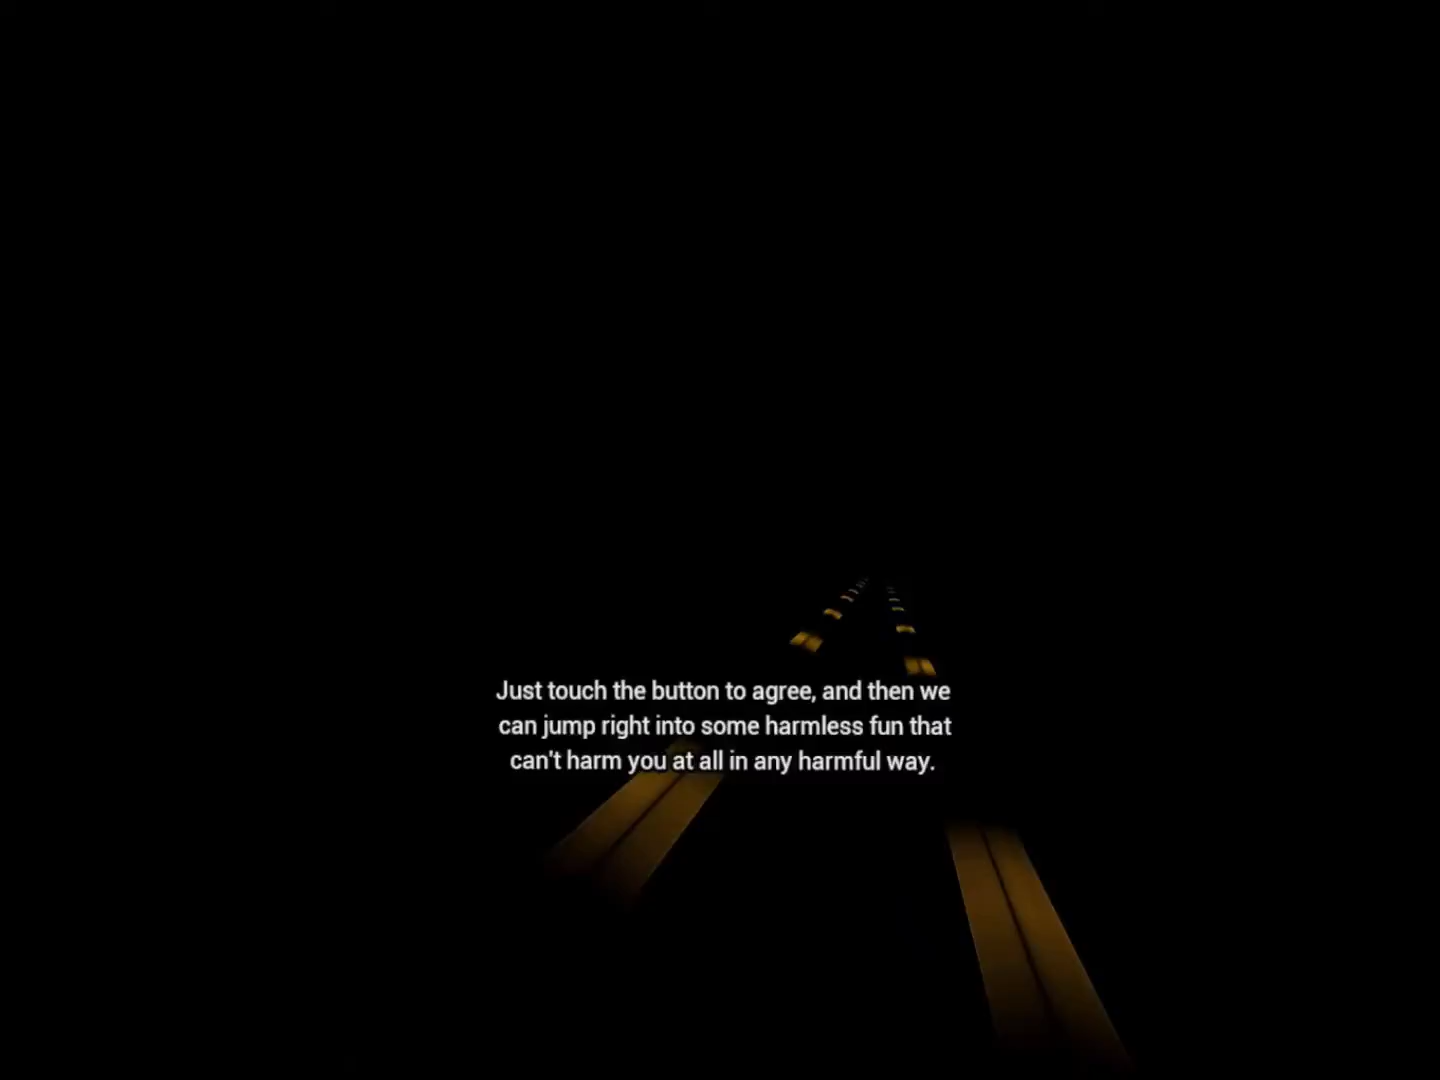 Just touch the button to agree, and then we
can jump right into some harmless fun that
can't harm you at all in any harmful way.